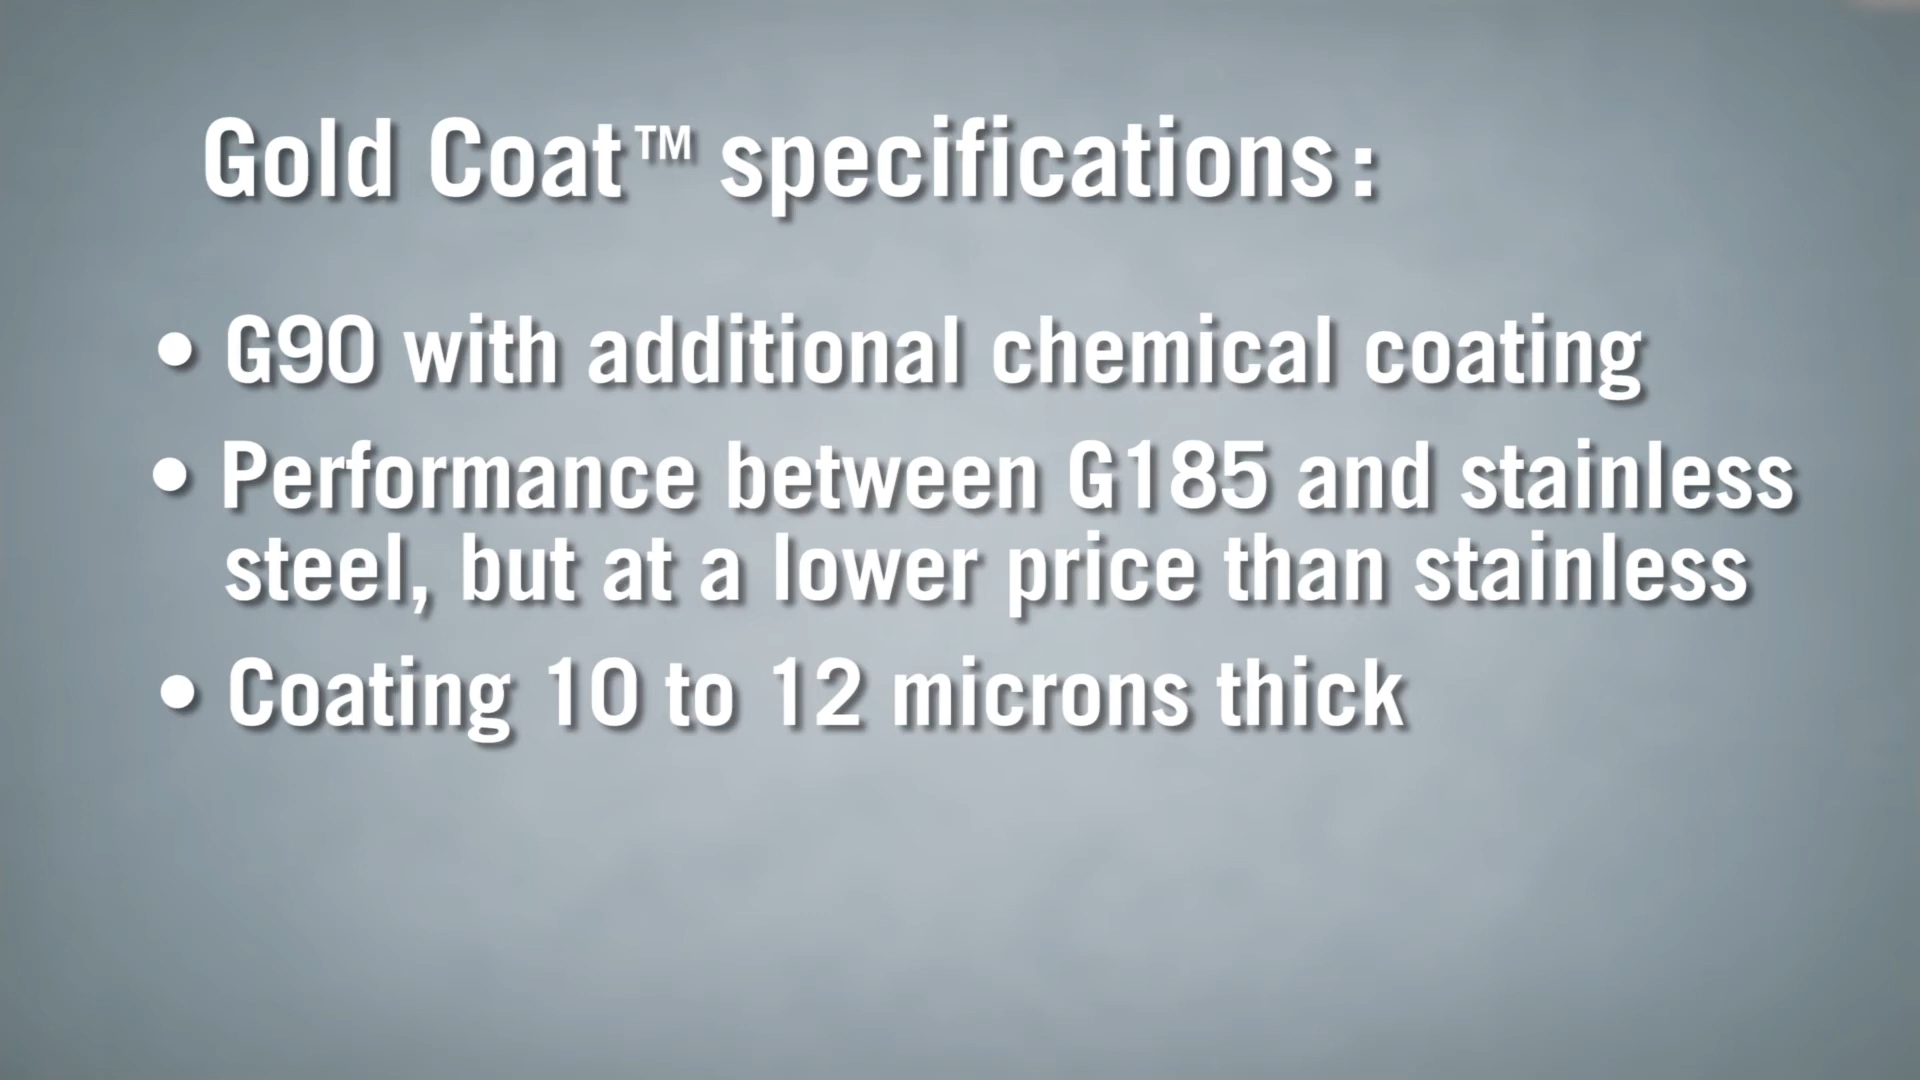 Gold Coat™ specifications:
• G90 with additional chemical coating
• Performance between G185 and stainless
steel, but at a lower price than stainless
• Coating 10 to 12 microns thick